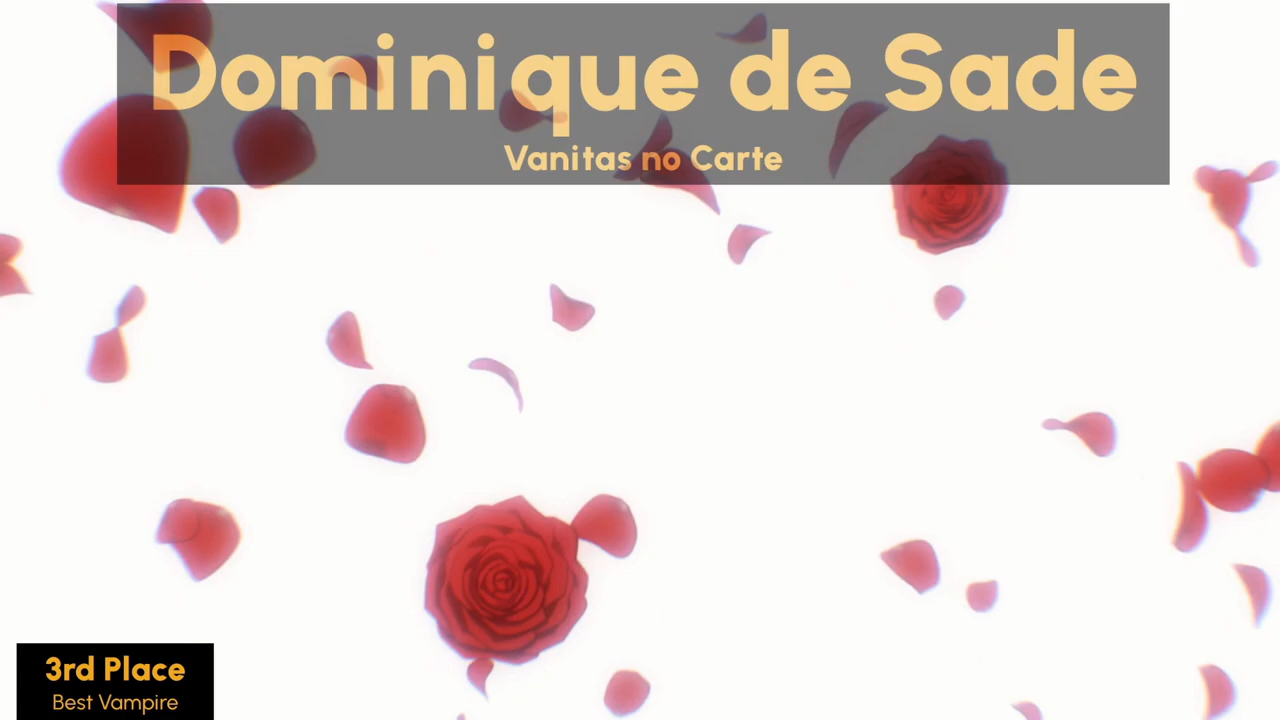 Dominique de Sade
Vanitas no Carte
3rd Place
Best Vampire